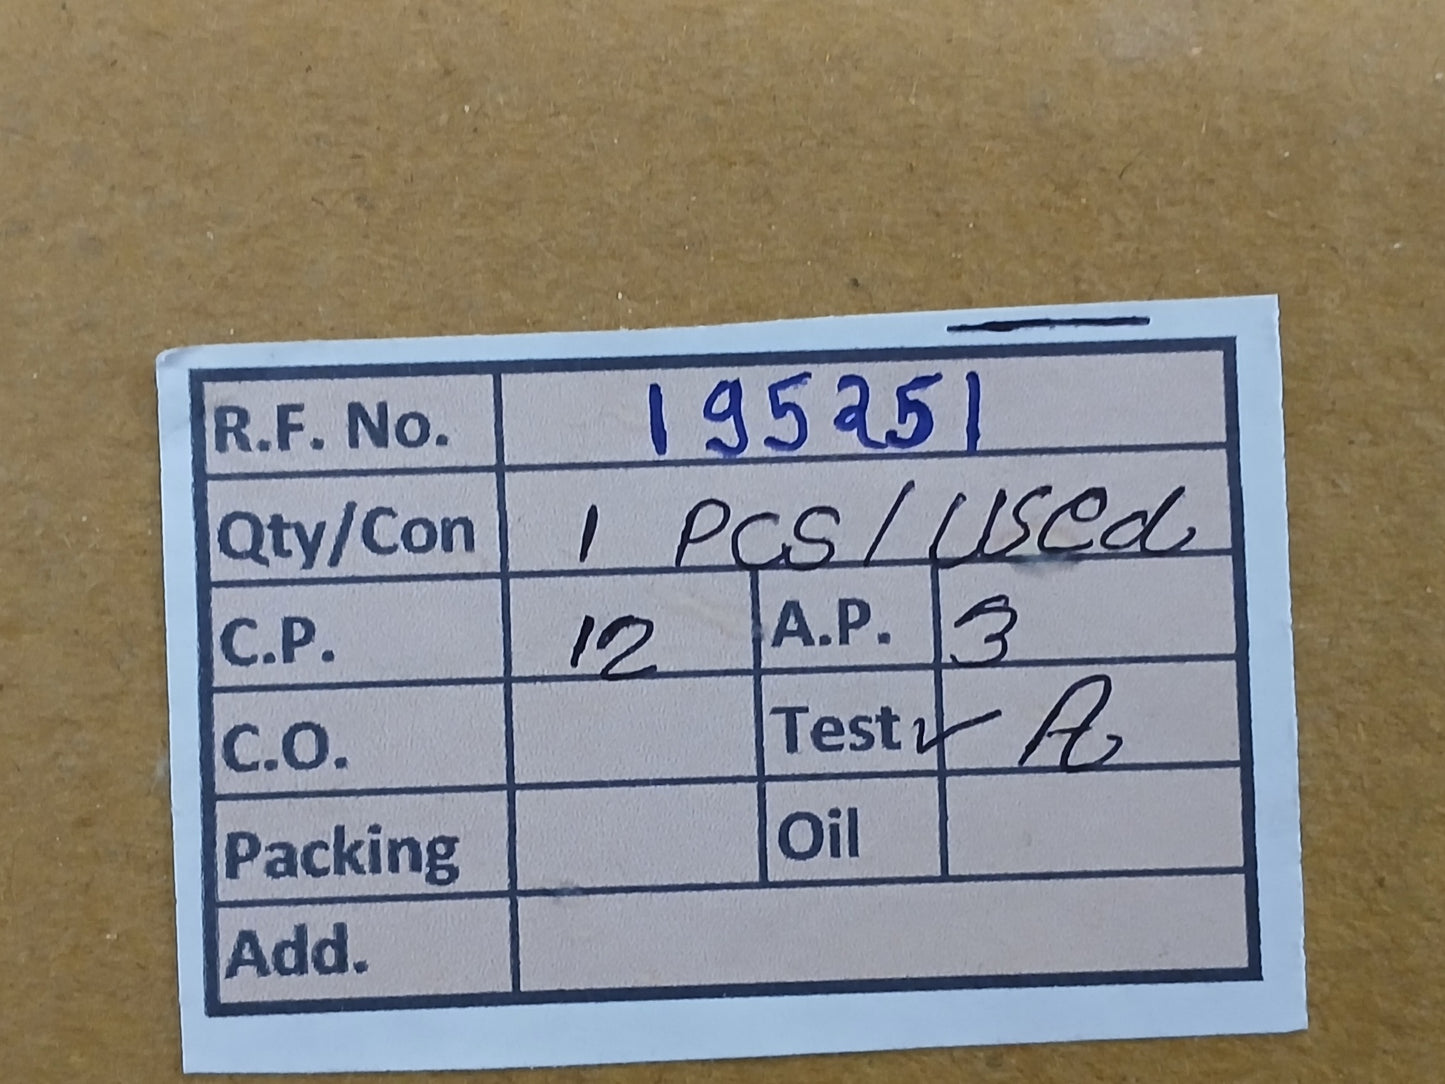 R.F. No. 195251
Qty/Con 1 PCS/Used
C.P. 12 A.P. 3
C.O. Test ✓ A
Packing Oil
Add.